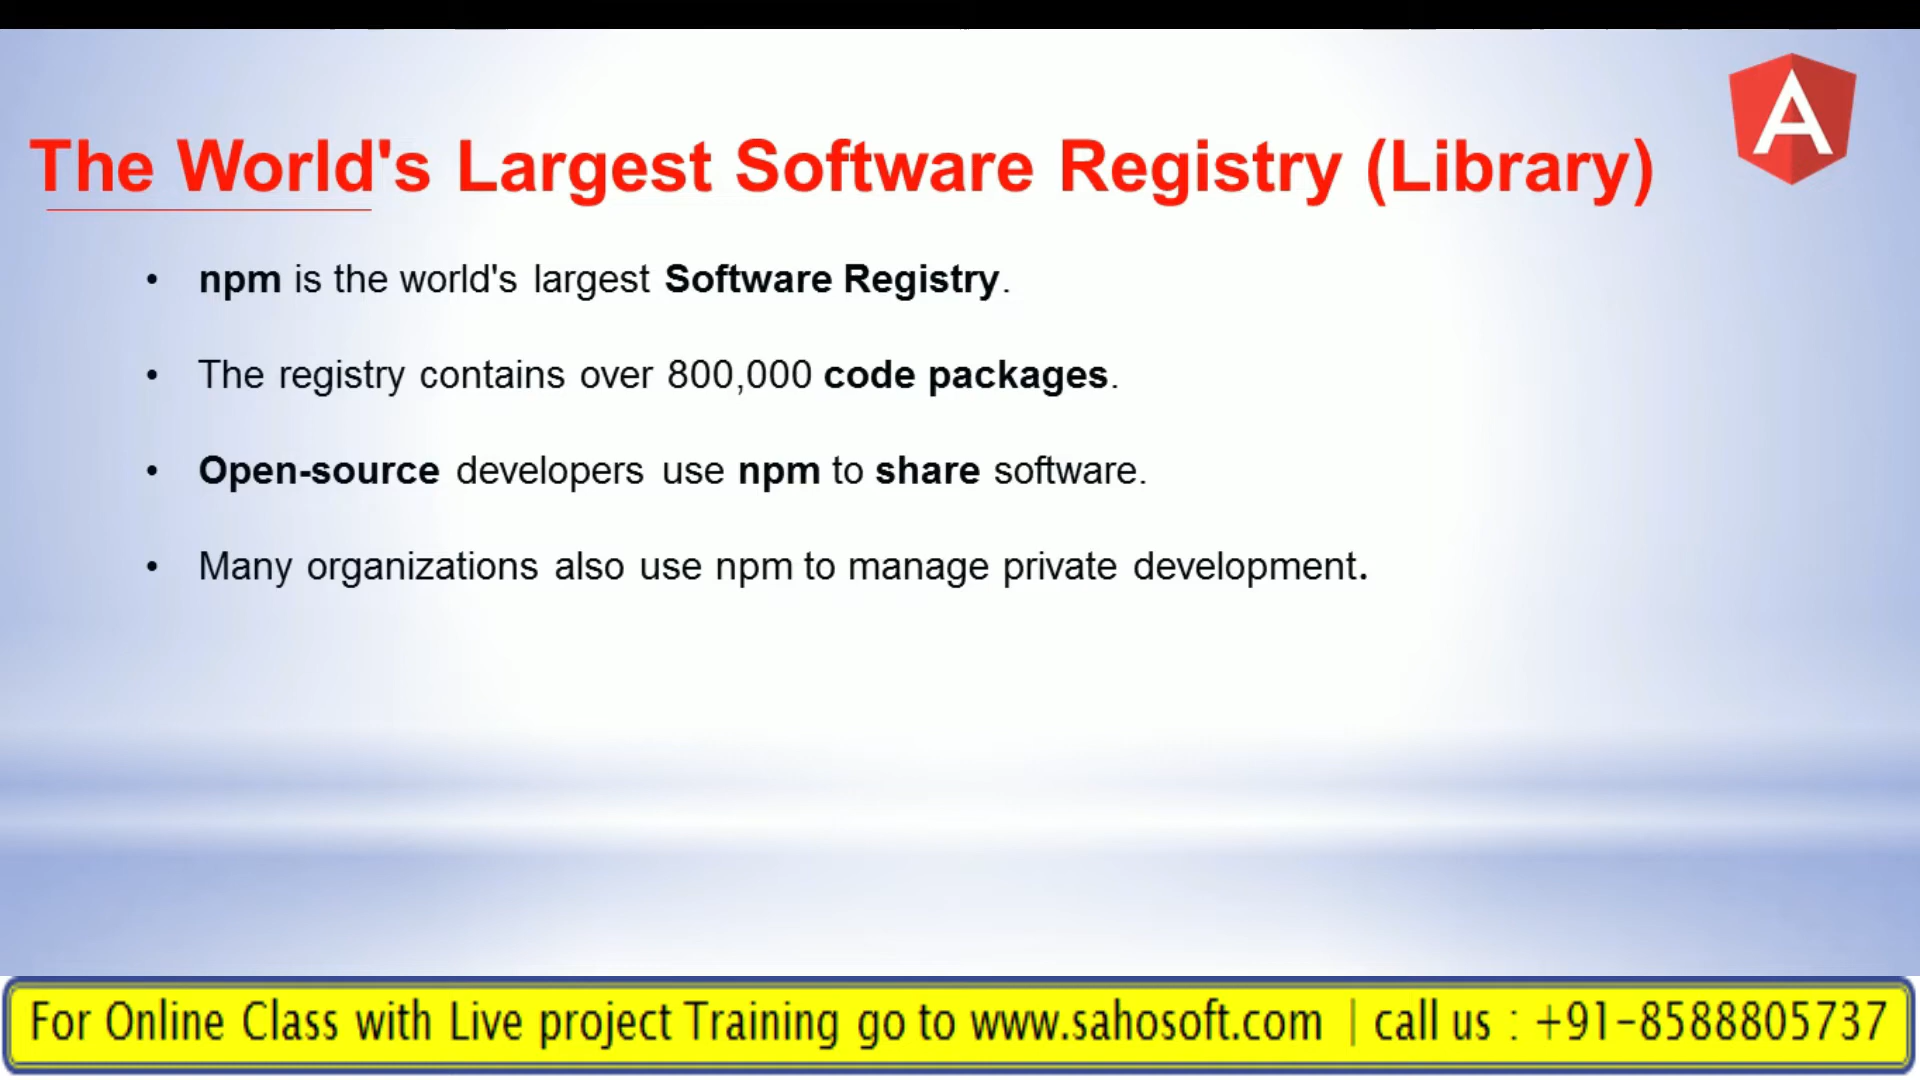 The World's Largest Software Registry (Library)
• npm is the world's largest Software Registry.
• The registry contains over 800,000 code packages.
• Open-source developers use npm to share software.
• Many organizations also use npm to manage private development.
For Online Class with Live project Training go to www.sahosoft.com | call us : +91-8588805737
A